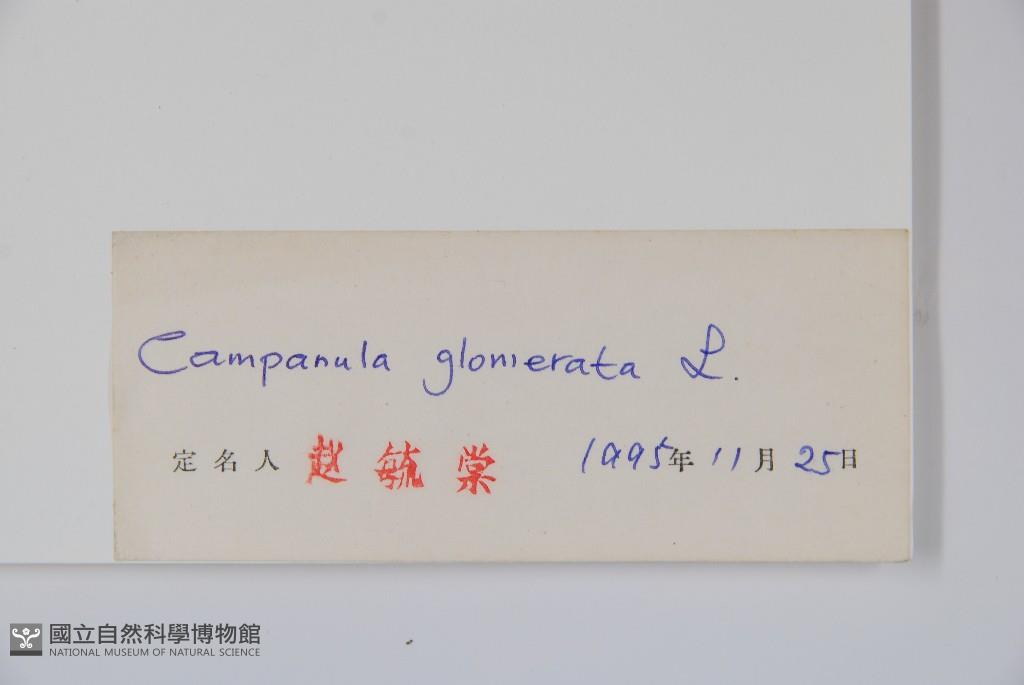 Campanula glomerata L.
定名人 赵毓棠 1995年11月25日
國立自然科學博物館
NATIONAL MUSEUM OF NATURAL SCIENCE